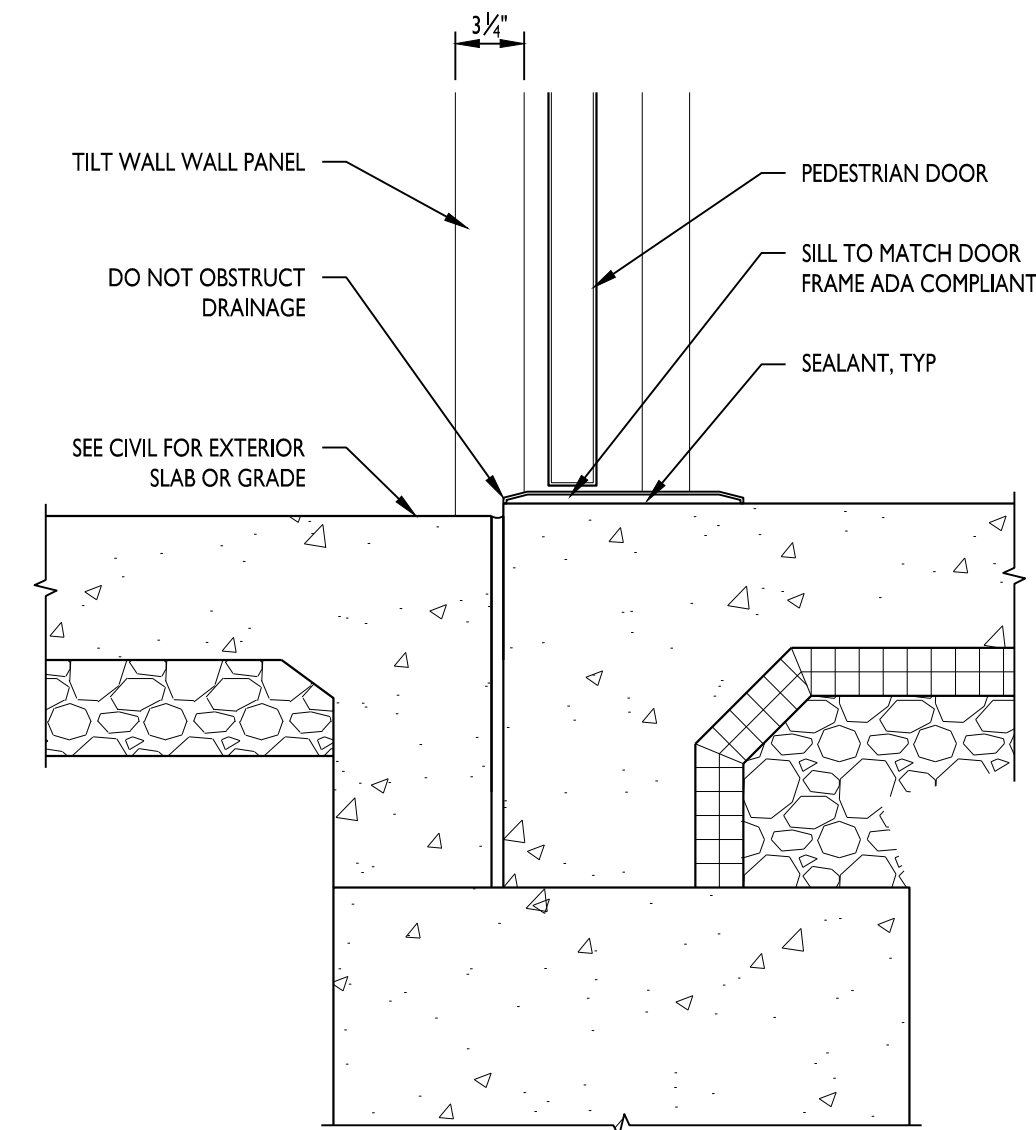 3¼"
TILT WALL WALL PANEL
PEDESTRIAN DOOR
DO NOT OBSTRUCT
DRAINAGE
SILL TO MATCH DOOR
FRAME ADA COMPLIANT
SEALANT, TYP
SEE CIVIL FOR EXTERIOR
SLAB OR GRADE